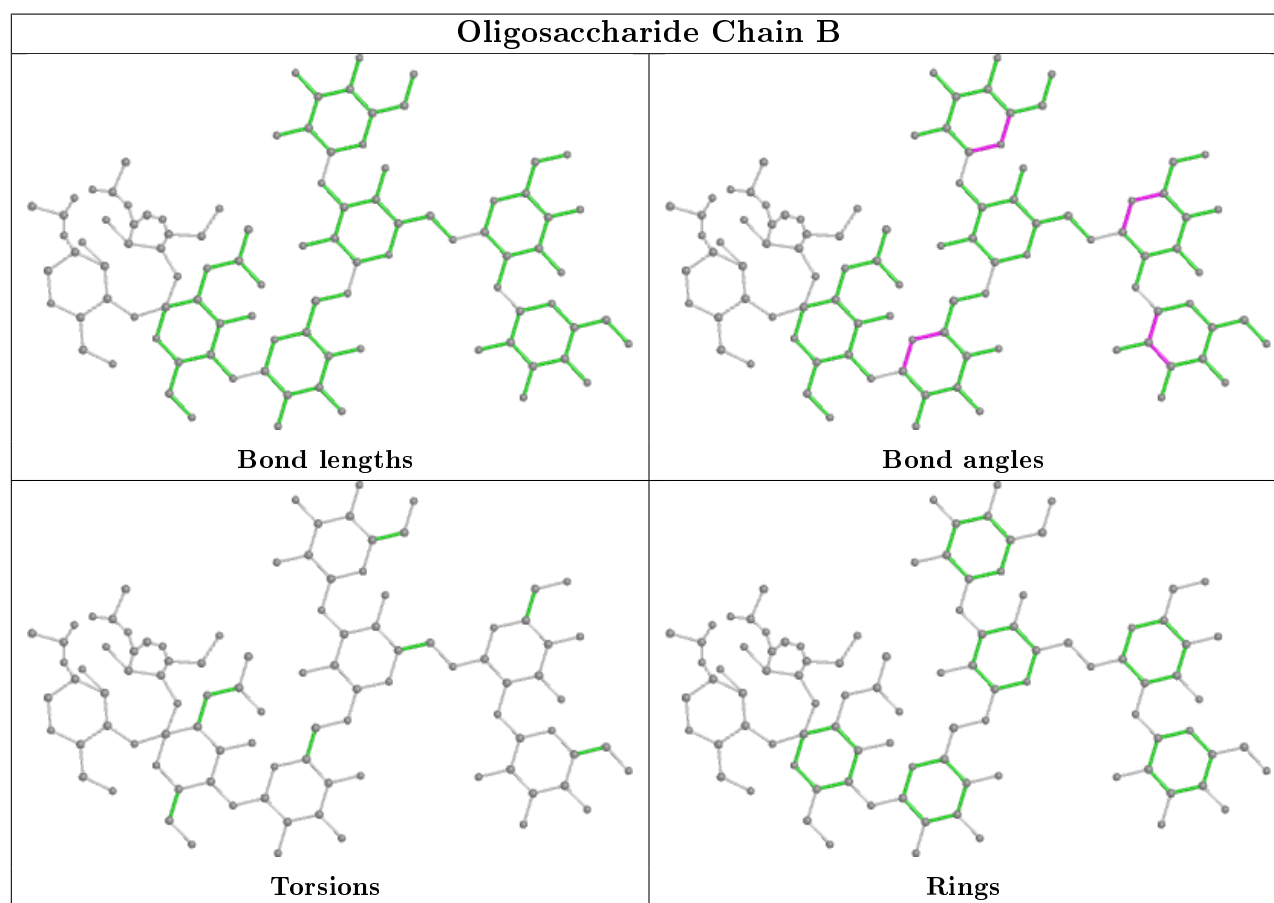 Oligosaccharide Chain B
Bond lengths
Bond angles
Torsions
Rings